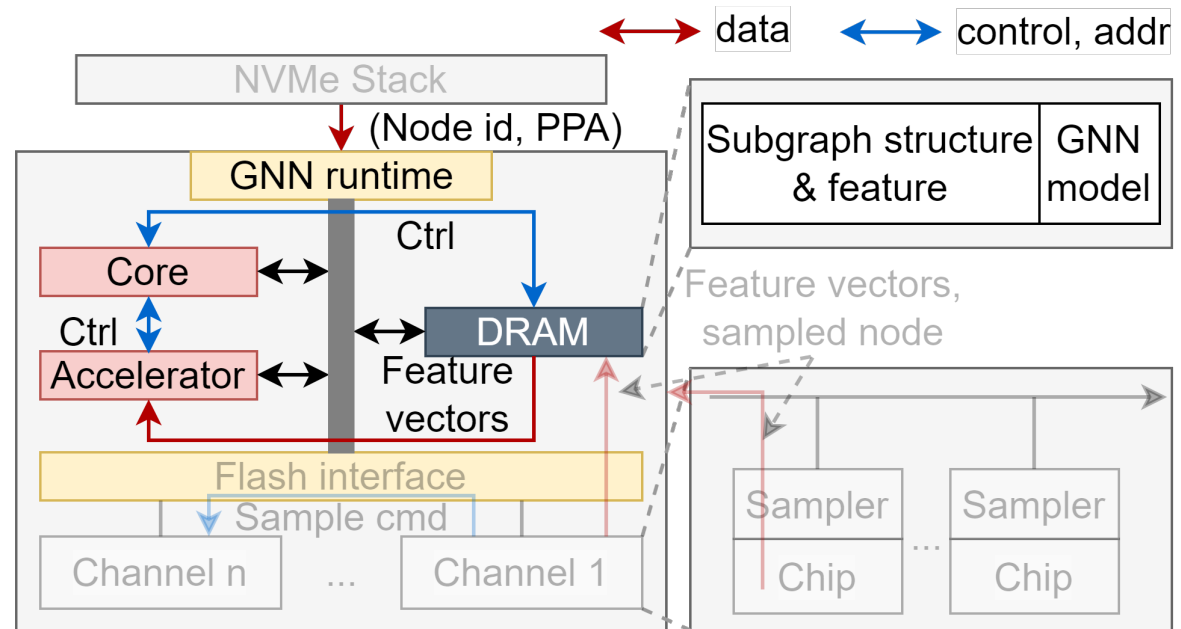 data
control, addr
NVMe Stack
(Node id, PPA)
GNN runtime
Ctrl
Core
Ctrl
Accelerator
DRAM
Feature
vectors
Flash interface
Sample cmd
Channel n
...
Channel 1
Subgraph structure
& feature
GNN
model
Feature vectors,
sampled node
Sampler
Chip
...
Sampler
Chip